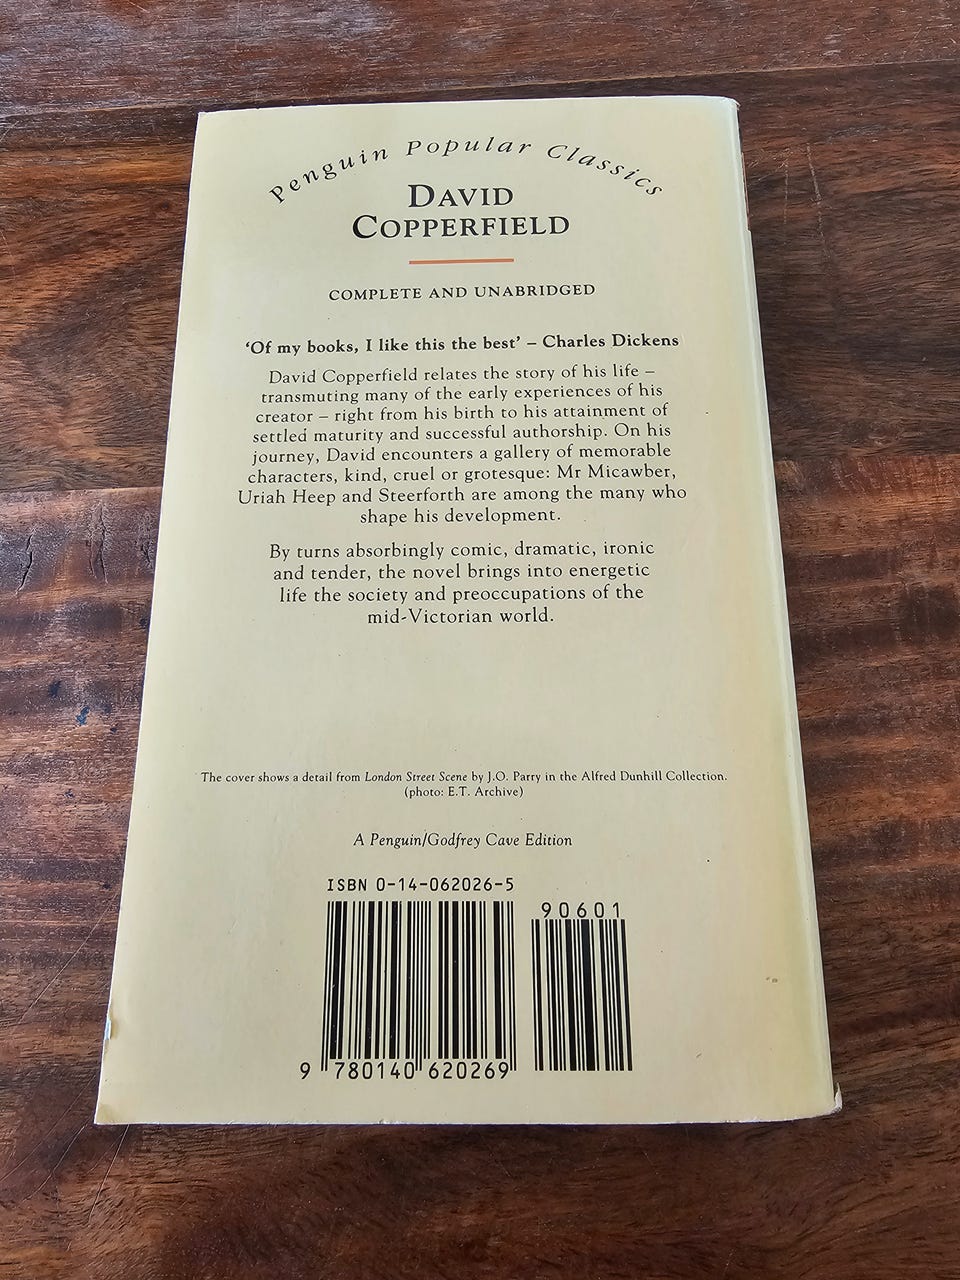 Penguin Popular Classics
DAVID
COPPERFIELD
COMPLETE AND UNABRIDGED
‘Of my books, I like this the best’ – Charles Dickens
David Copperfield relates the story of his life –
transmuting many of the early experiences of his
creator – right from his birth to his attainment of
settled maturity and successful authorship. On his
journey, David encounters a gallery of memorable
characters, kind, cruel or grotesque: Mr Micawber,
Uriah Heep and Steerforth are among the many who
shape his development.
By turns absorbingly comic, dramatic, ironic
and tender, the novel brings into energetic
life the society and preoccupations of the
mid-Victorian world.
The cover shows a detail from London Street Scene by J.O. Parry in the Alfred Dunhill Collection.
(photo: E.T. Archive)
A Penguin/Godfrey Cave Edition
ISBN 0-14-062026-5
90601
9 780140 620269